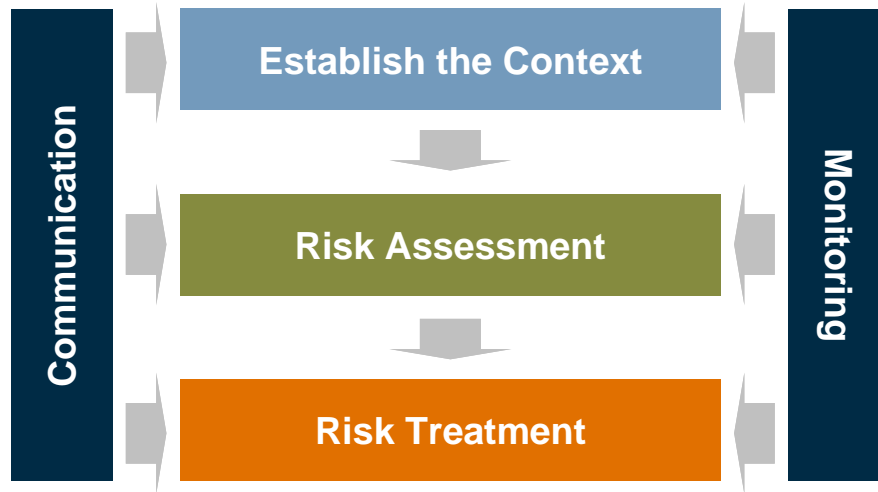 Communication
Establish the Context
Risk Assessment
Risk Treatment
Monitoring